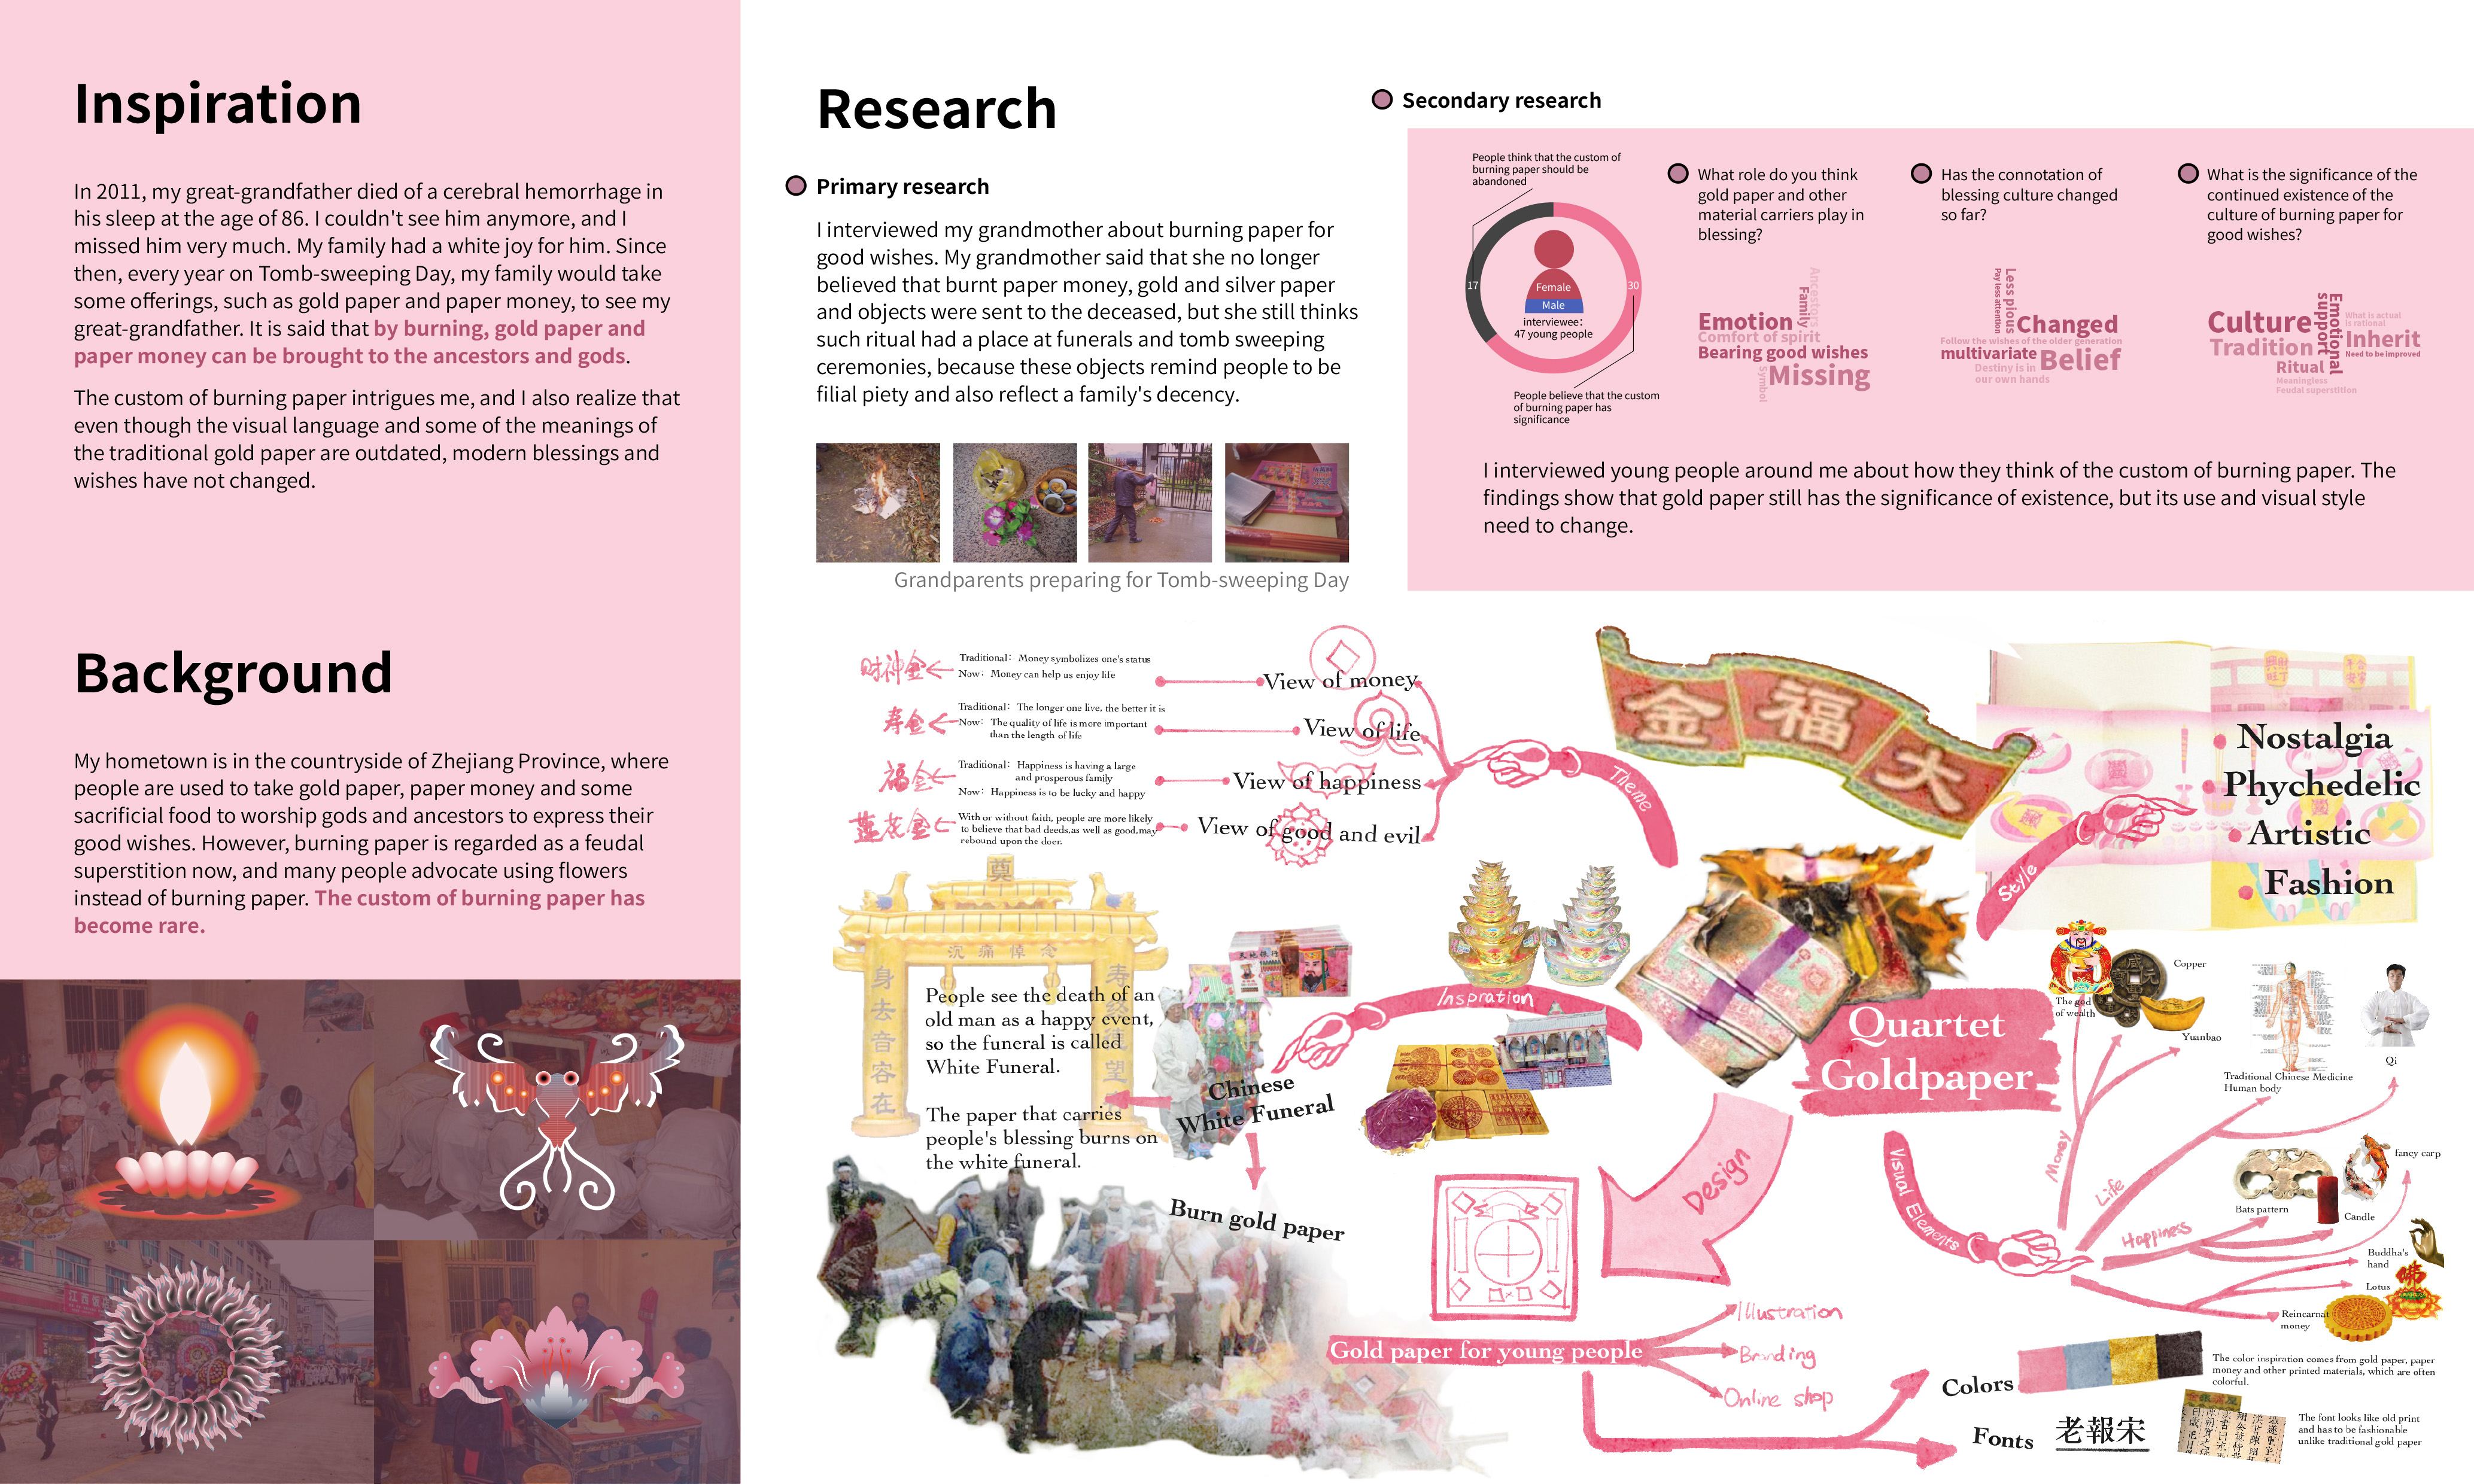 Inspiration
In 2011, my great-grandfather died of a cerebral hemorrhage in
his sleep at the age of 86. I couldn't see him anymore, and I
missed him very much. My family had a white joy for him. Since
then, every year on Tomb-sweeping Day, my family would take
some offerings, such as gold paper and paper money, to see my
great-grandfather. It is said that by burning, gold paper and
paper money can be brought to the ancestors and gods.
The custom of burning paper intrigues me, and I also realize that
even though the visual language and some of the meanings of
the traditional gold paper are outdated, modern blessings and
wishes have not changed.
Background
My hometown is in the countryside of Zhejiang Province, where
people are used to take gold paper, paper money and some
sacrificial food to worship gods and ancestors to express their
good wishes. However, burning paper is regarded as a feudal
superstition now, and many people advocate using flowers
instead of burning paper. The custom of burning paper has
become rare.
Research
Primary research
I interviewed my grandmother about burning paper for
good wishes. My grandmother said that she no longer
believed that burnt paper money, gold and silver paper
and objects were sent to the deceased, but she still thinks
such ritual had a place at funerals and tomb sweeping
ceremonies, because these objects remind people to be
filial piety and also reflect a family's decency.
Grandparents preparing for Tomb-sweeping Day
Secondary research
People think that the custom of
burning paper should be
abandoned
17
30
Female
Male
interviewee:
47 young people
People believe that the custom
of burning paper has
significance
What role do you think
gold paper and other
material carriers play in
blessing?
Ancestors
Family
Emotion
Comfort of spirit
Bearing good wishes
Symbol
Missing
Has the connotation of
blessing culture changed
so far?
Pay less attention
Less pious
Changed
Follow the wishes of the older generation
multivariate
Belief
Destiny is in
our own hands
What is the significance of the
continued existence of the
culture of burning paper for
good wishes?
Culture
support
Emotional
What is actual
is rational
Tradition
Inherit
Need to be improved
Ritual
Meaningless
Feudal superstition
I interviewed young people around me about how they think of the custom of burning paper. The
findings show that gold paper still has the significance of existence, but its use and visual style
need to change.
财神金
Traditional: Money symbolizes one's status
Now: Money can help us enjoy life
View of money
寿金
Traditional: The longer one live, the better it is
Now: The quality of life is more important
than the length of life
View of life
福金
Traditional: Happiness is having a large
and prosperous family
Now: Happiness is to be lucky and happy
View of happiness
莲花金
With or without faith, people are more likely
to believe that bad deeds,as well as good,may
rebound upon the doer.
View of good and evil
Theme
金福大
Style
Nostalgia
Phychedelic
Artistic
Fashion
奠
沉痛悼念
身去音容在
People see the death of an
old man as a happy event,
so the funeral is called
White Funeral.
The paper that carries
people's blessing burns on
the white funeral.
Inspration
Chinese
White Funeral
Burn gold paper
Quartet
Goldpaper
Design
Visual Elements
Money
Life
Happiness
The god
of wealth
Copper
Yuanbao
Traditional Chinese Medicine
Human body
Qi
Bats pattern
Candle
fancy carp
Buddha's
hand
佛
Lotus
Reincarnat
money
Gold paper for young people
Illustration
Branding
Online shop
Colors
The color inspiration comes from gold paper, paper
money and other printed materials, which are often
colorful.
Fonts
老報宋
The font looks like old print
and has to be fashionable
unlike traditional gold paper